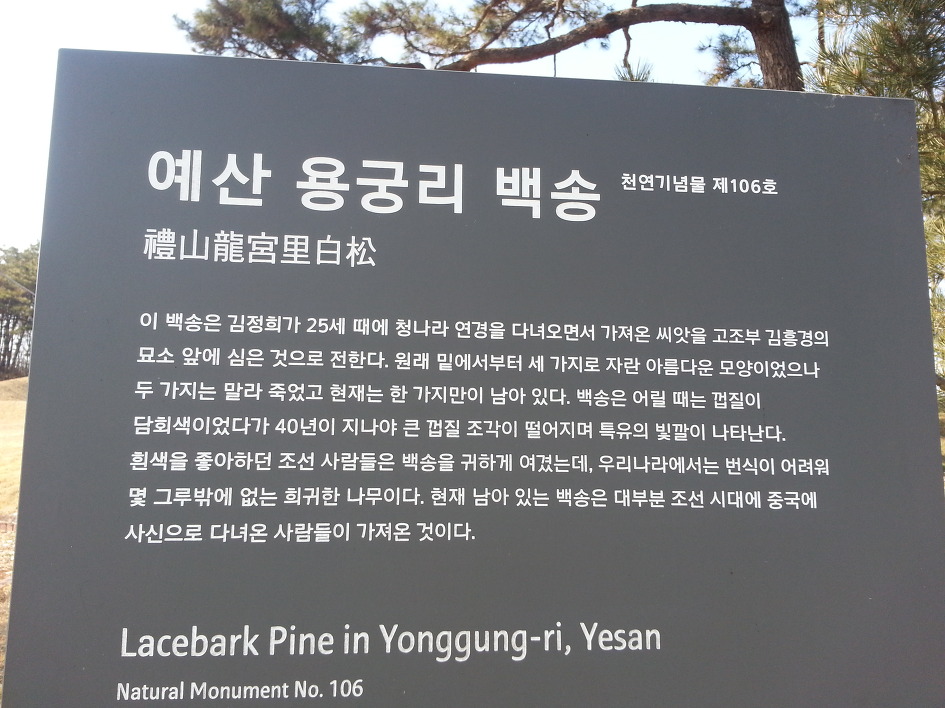 예산 용궁리 백송 천연기념물 제106호
禮山龍宮里白松
이 백송은 김정희가 25세 때에 청나라 연경을 다녀오면서 가져온 씨앗을 고조부 김흥경의
묘소 앞에 심은 것으로 전한다. 원래 밑에서부터 세 가지로 자란 아름다운 모양이었으나
두 가지는 말라 죽었고 현재는 한 가지만이 남아 있다. 백송은 어릴 때는 껍질이
담회색이었다가 40년이 지나야 큰 껍질 조각이 떨어지며 특유의 빛깔이 나타난다.
흰색을 좋아하던 조선 사람들은 백송을 귀하게 여겼는데, 우리나라에서는 번식이 어려워
몇 그루밖에 없는 희귀한 나무이다. 현재 남아 있는 백송은 대부분 조선 시대에 중국에
사신으로 다녀온 사람들이 가져온 것이다.
Lacebark Pine in Yonggung-ri, Yesan
Natural Monument No. 106